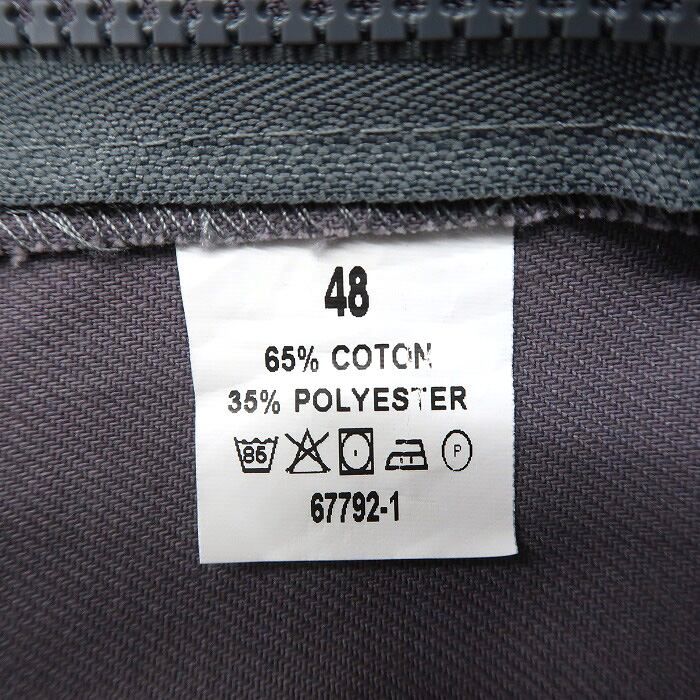 48
65% COTON
35% POLYESTER
85 P
67792-1